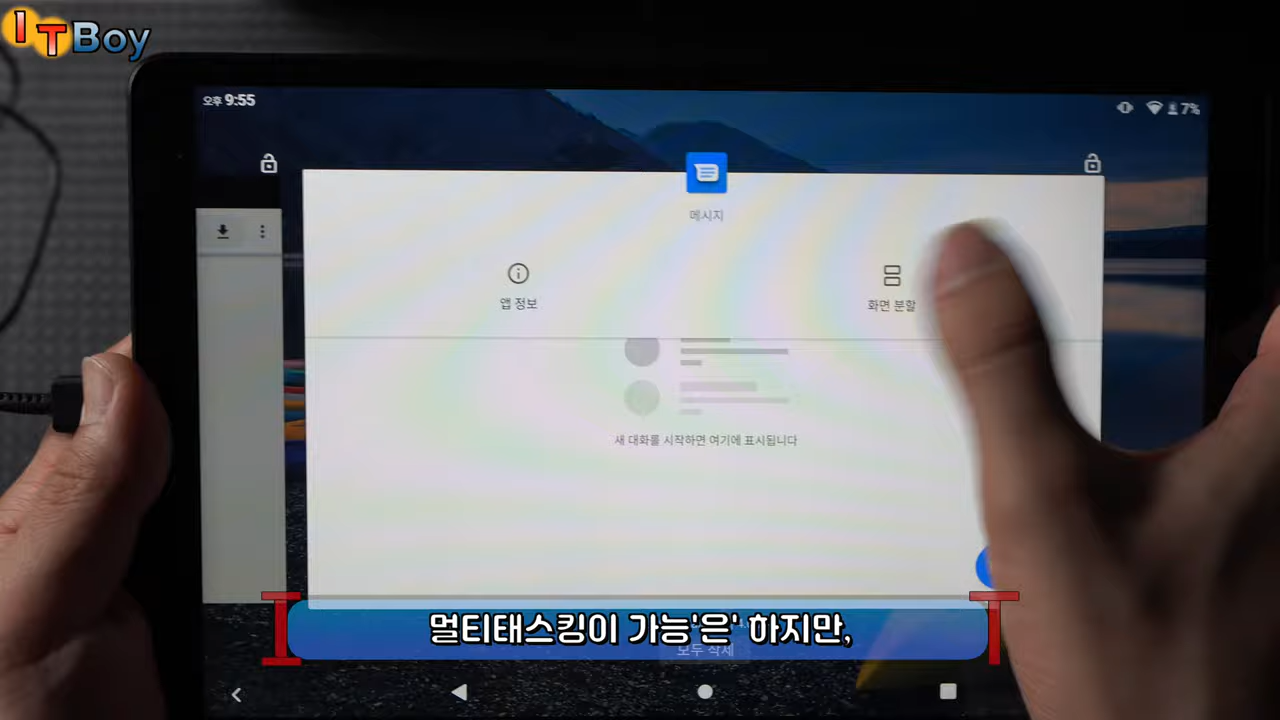 IT Boy
오후 9:55
7%
메시지
앱 정보
화면 분할
새 대화를 시작하면 여기에 표시됩니다
멀티태스킹이 가능'은' 하지만,
모두 삭제